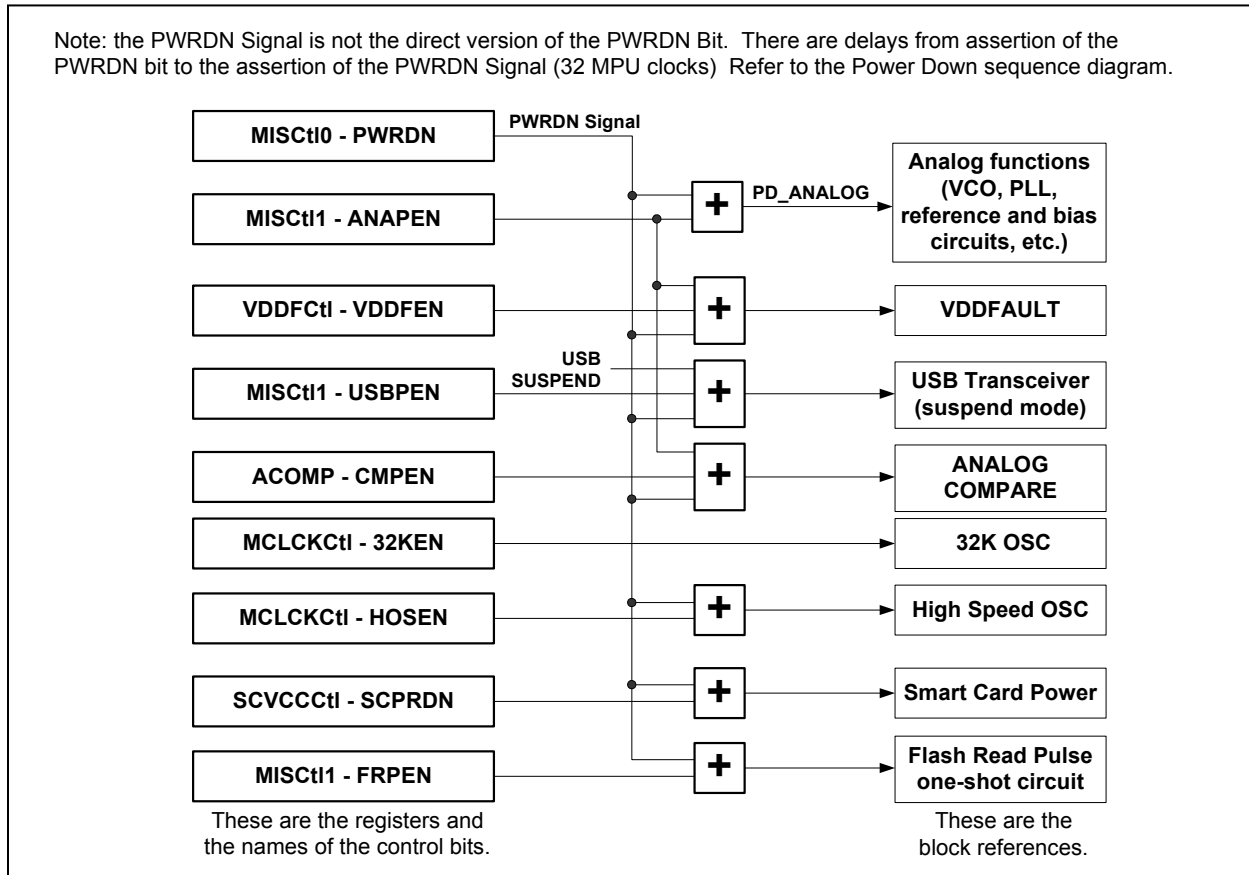 Note: the PWRDN Signal is not the direct version of the PWRDN Bit. There are delays from assertion of the
PWRDN bit to the assertion of the PWRDN Signal (32 MPU clocks) Refer to the Power Down sequence diagram.
MISCtl0 - PWRDN
PWRDN Signal
MISCtl1 - ANAPEN
+
PD_ANALOG
Analog functions
(VCO, PLL,
reference and bias
circuits, etc.)
VDDFCtl - VDDFEN
+
VDDFAULT
MISCtl1 - USBPEN
USB
SUSPEND
+
USB Transceiver
(suspend mode)
ACOMP - CMPEN
+
ANALOG
COMPARE
MCLCKCtl - 32KEN
32K OSC
MCLCKCtl - HOSEN
+
High Speed OSC
SCVCCCtl - SCPRDN
+
Smart Card Power
MISCtl1 - FRPEN
+
Flash Read Pulse
one-shot circuit
These are the registers and
the names of the control bits.
These are the
block references.